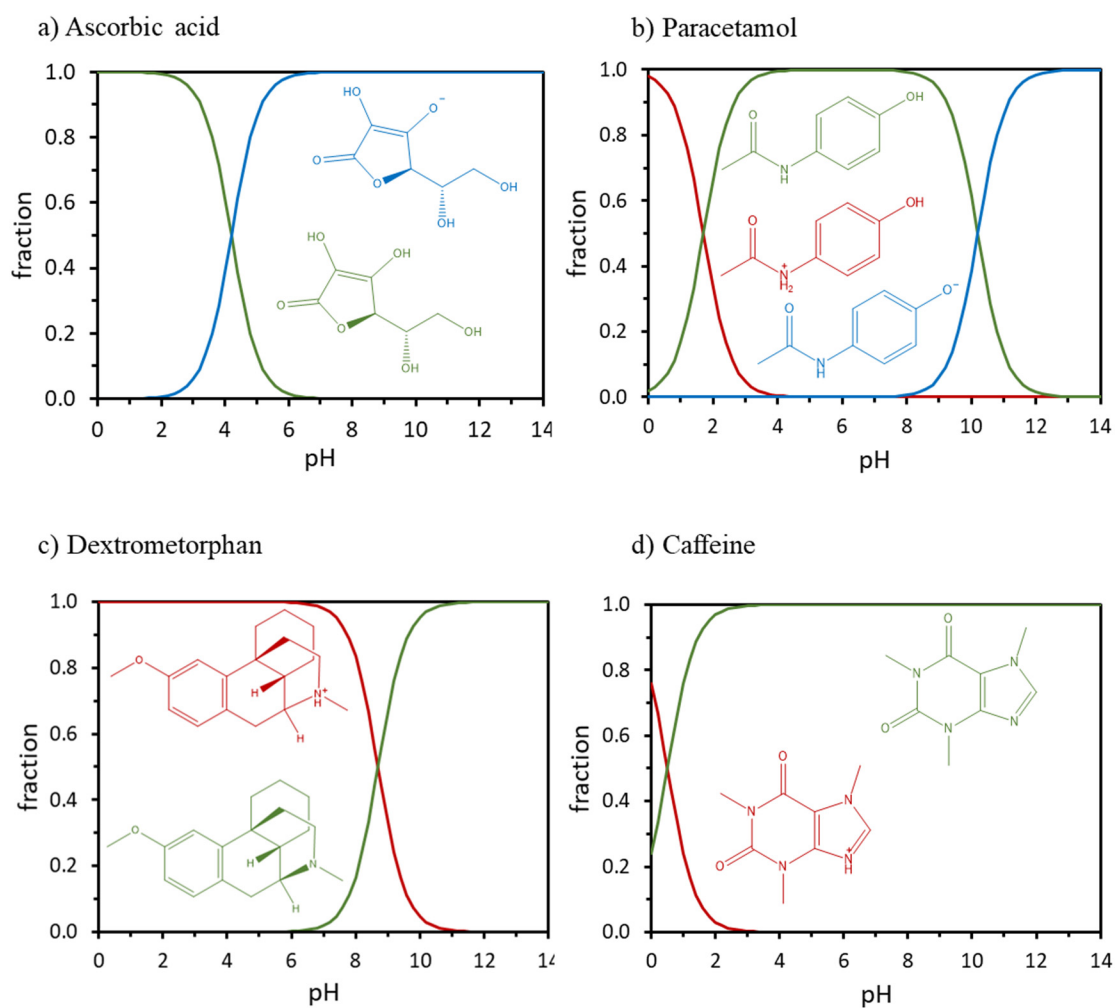 a) Ascorbic acid
b) Paracetamol
1.0
0.8
0.6
0.4
0.2
0.0
fraction
0 2 4 6 8 10 12 14
pH
HO
O−
O
O
OH
OH
HO
OH
O
O
OH
OH
1.0
0.8
0.6
0.4
0.2
0.0
fraction
0 2 4 6 8 10 12 14
pH
OH
O
N
H
OH
O
N+
H2
O−
O
N
H
c) Dextrometorphan
d) Caffeine
1.0
0.8
0.6
0.4
0.2
0.0
fraction
0 2 4 6 8 10 12 14
pH
O
H
N+
H
H
O
H
N
H
1.0
0.8
0.6
0.4
0.2
0.0
fraction
0 2 4 6 8 10 12 14
pH
O
N
N
O
N
N
O
N
N
O
N
N+
H